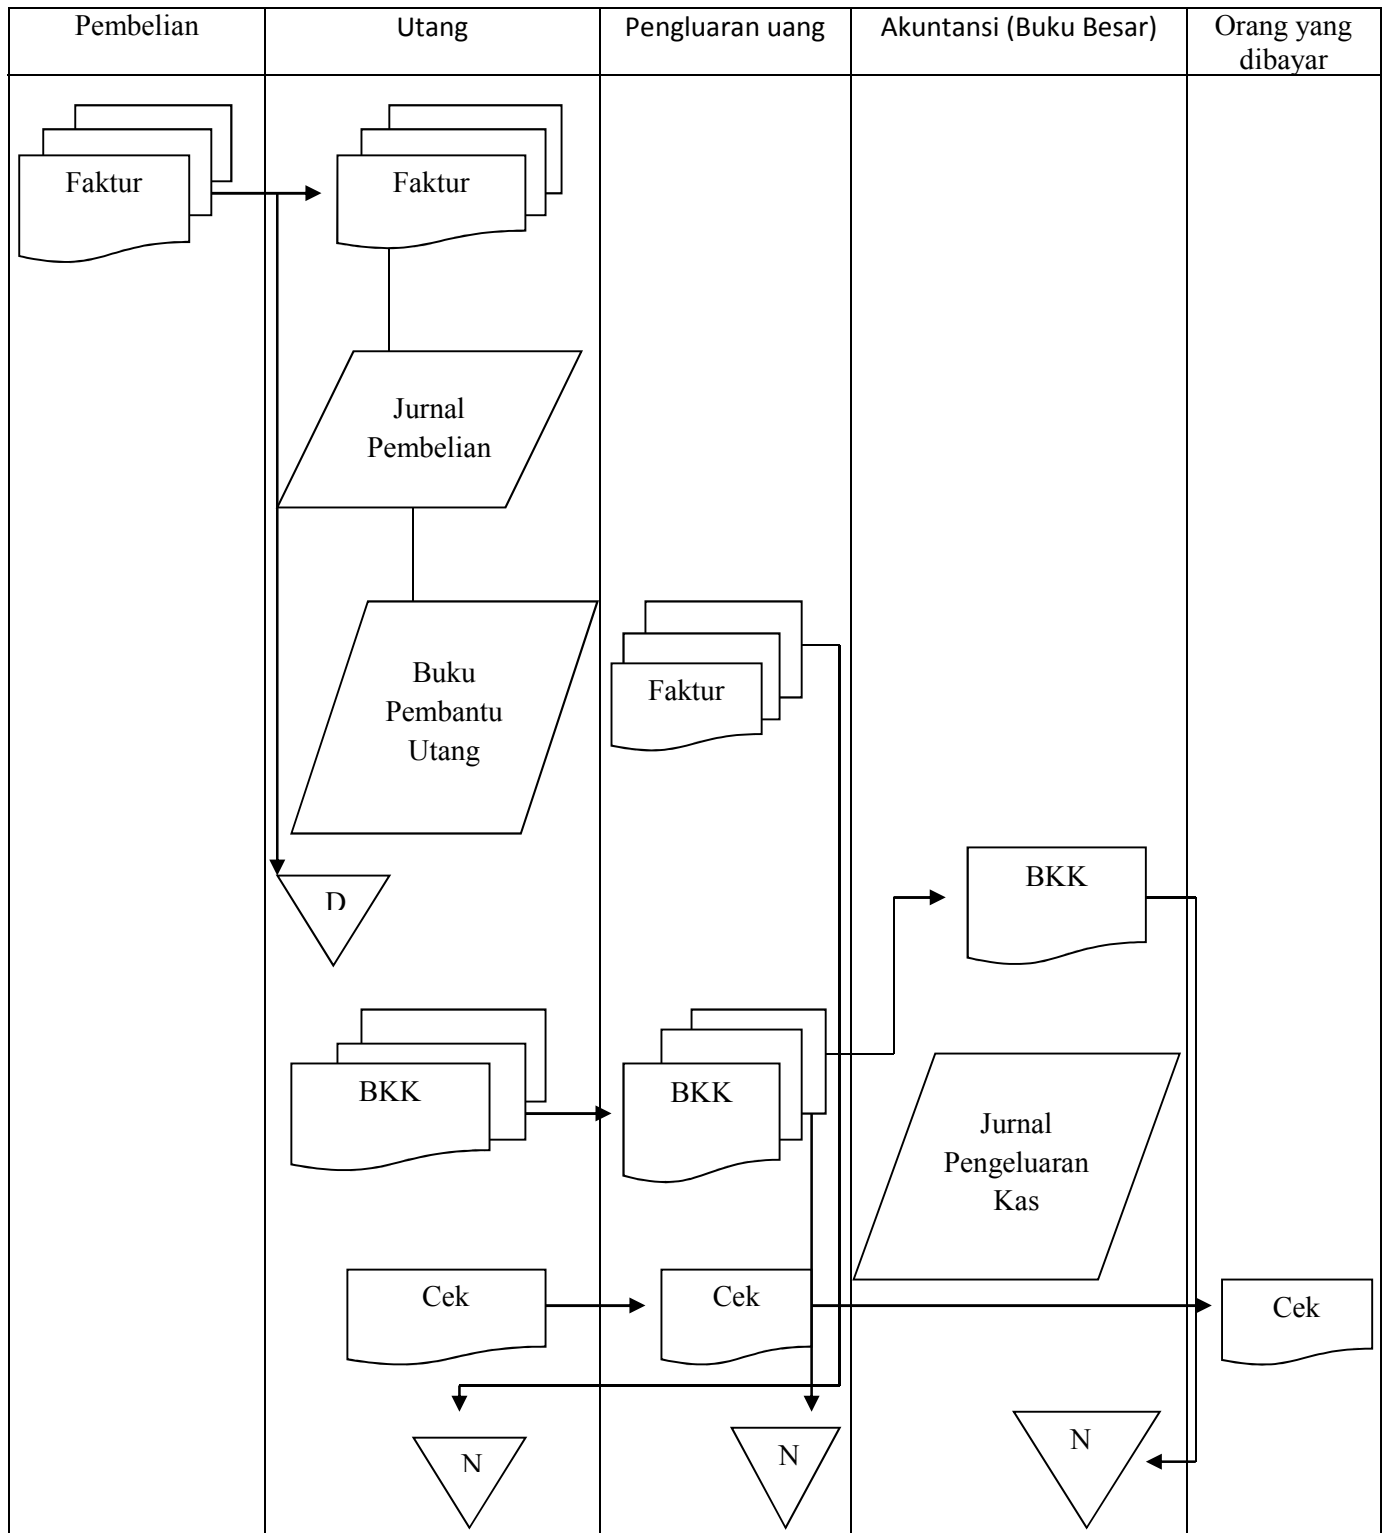 Pembelian
Utang
Pengluaran uang
Akuntansi (Buku Besar)
Orang yang
dibayar
Faktur
Faktur
Jurnal
Pembelian
Buku
Pembantu
Utang
Faktur
D
BKK
BKK
BKK
Jurnal
Pengeluaran
Kas
Cek
Cek
Cek
N
N
N